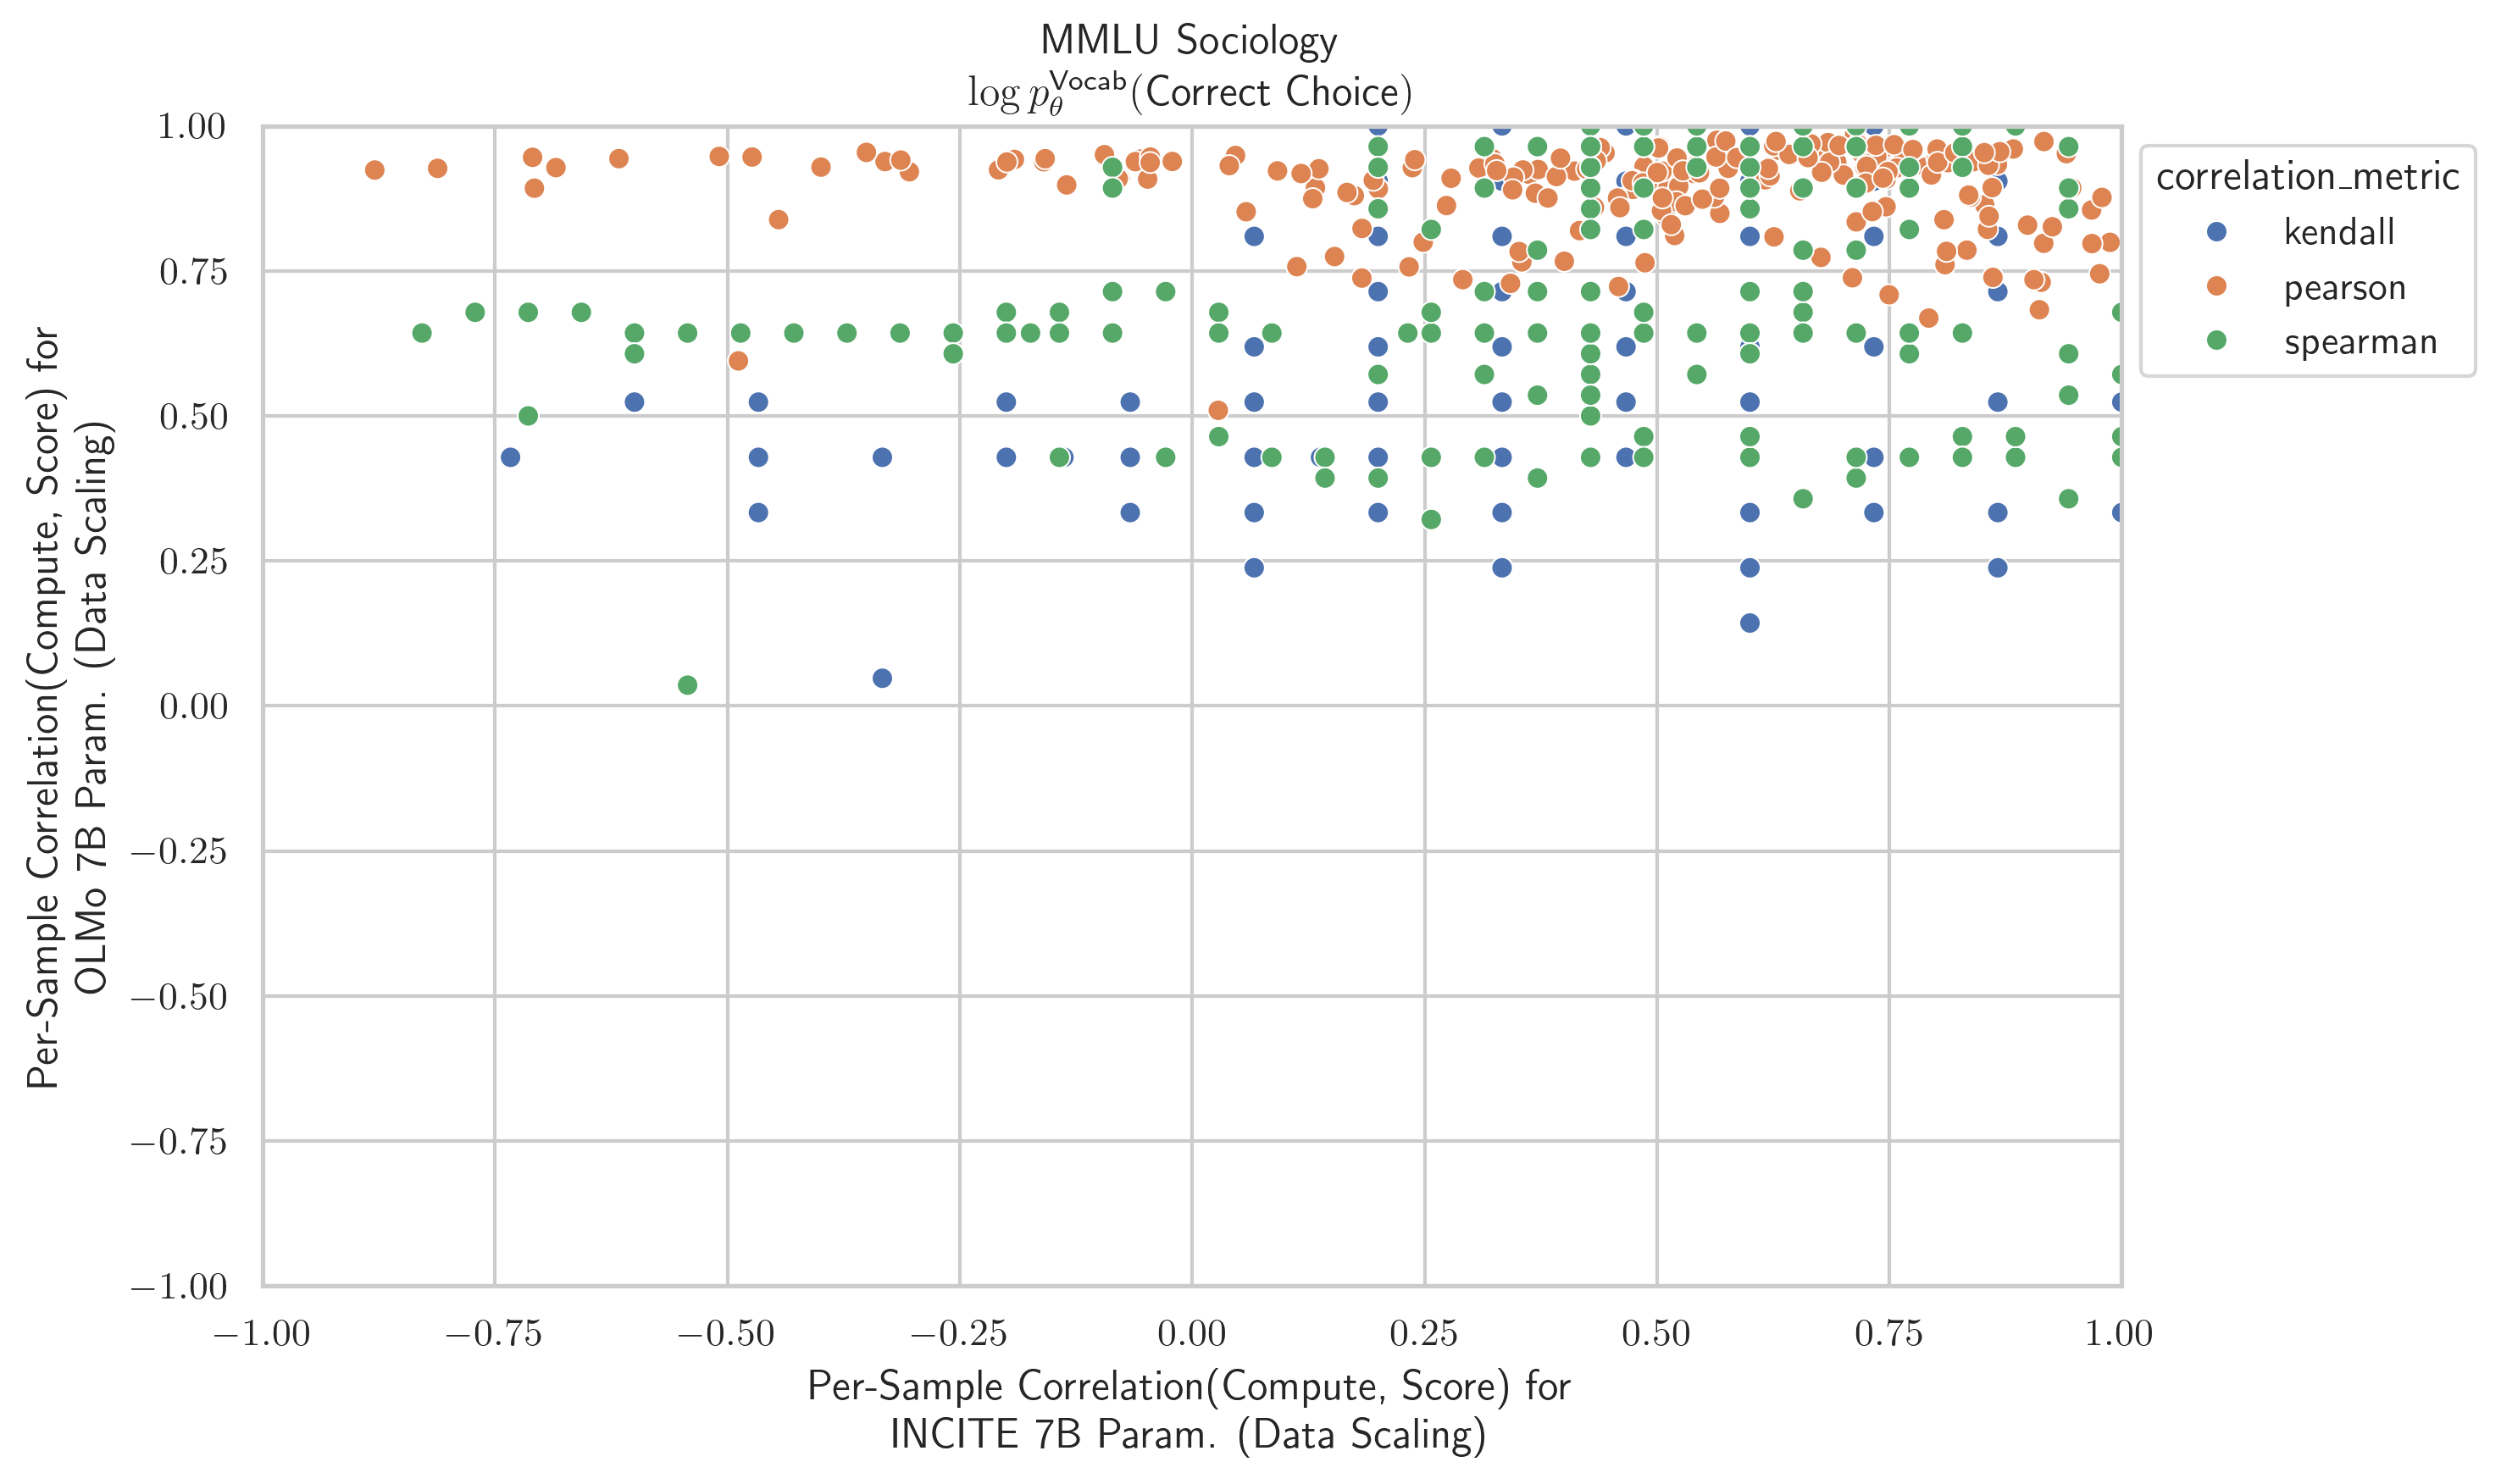 MMLU Sociology
log p_θ^Vocab(Correct Choice)
1.00
0.75
0.50
0.25
0.00
−0.25
−0.50
−0.75
−1.00
Per-Sample Correlation(Compute, Score) for
OLMo 7B Param. (Data Scaling)
−1.00 −0.75 −0.50 −0.25 0.00 0.25 0.50 0.75 1.00
Per-Sample Correlation(Compute, Score) for
INCITE 7B Param. (Data Scaling)
correlation_metric
kendall
pearson
spearman